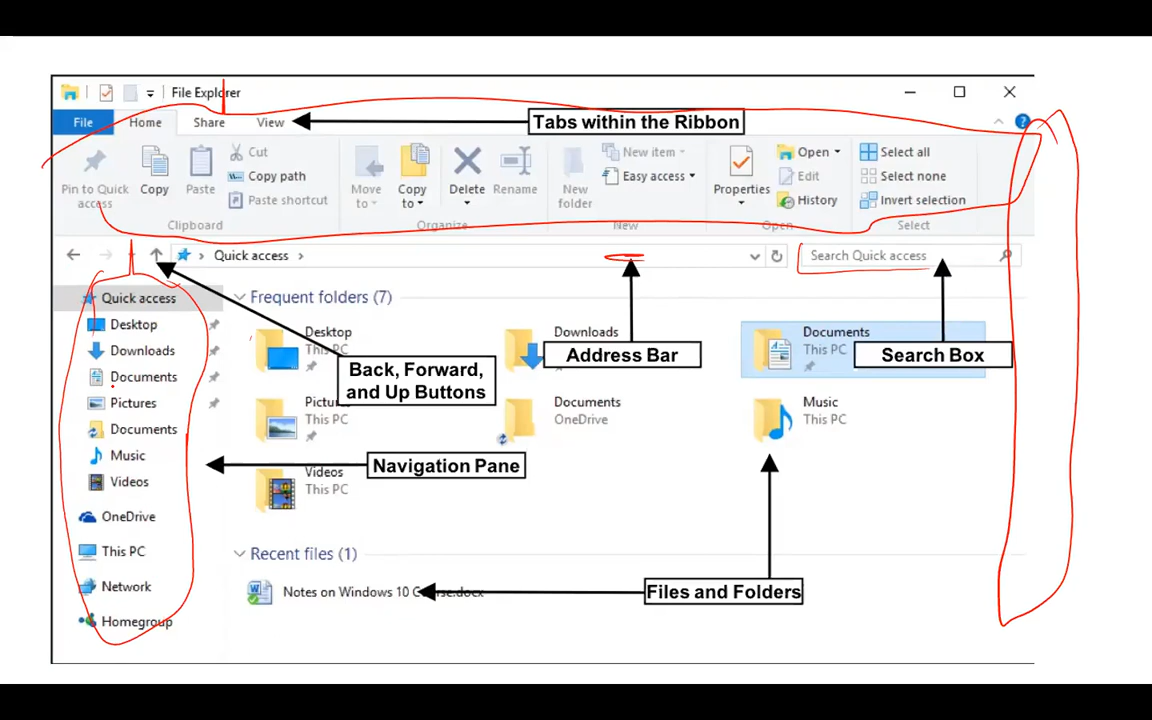 File Explorer
File Home Share View
Tabs within the Ribbon
Pin to Quick access
Copy
Paste
Cut
Copy path
Paste shortcut
Clipboard
Move to
Copy to
Delete
Rename
Organize
New folder
New item
Easy access
New
Properties
Open
Edit
History
Open
Select all
Select none
Invert selection
Select
Quick access
Search Quick access
Quick access
Desktop
Downloads
Documents
Pictures
Documents
Music
Videos
OneDrive
This PC
Network
Homegroup
Frequent folders (7)
Desktop
This PC
Downloads
Documents
This PC
Back, Forward,
and Up Buttons
Address Bar
Search Box
Pictures
This PC
Documents
OneDrive
Music
This PC
Navigation Pane
Videos
This PC
Recent files (1)
Notes on Windows 10 Course.docx
Files and Folders